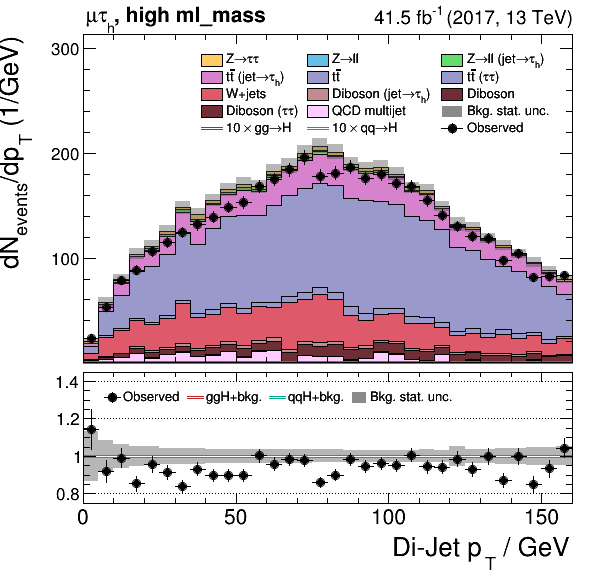 μτh, high ml_mass 41.5 fb⁻¹ (2017, 13 TeV)
dN_events/dp_T (1/GeV)
300
200
100
Z→ττ Z→ll Z→ll (jet→τh)
tt̄ (jet→τh) tt̄ tt̄ (ττ)
W+jets Diboson (jet→τh) Diboson
Diboson (ττ) QCD multijet Bkg. stat. unc.
10 × gg→H 10 × qq→H Observed
1.4
1.2
1
0.8
Observed ggH+bkg. qqH+bkg. Bkg. stat. unc.
0 50 100 150
Di-Jet p_T / GeV